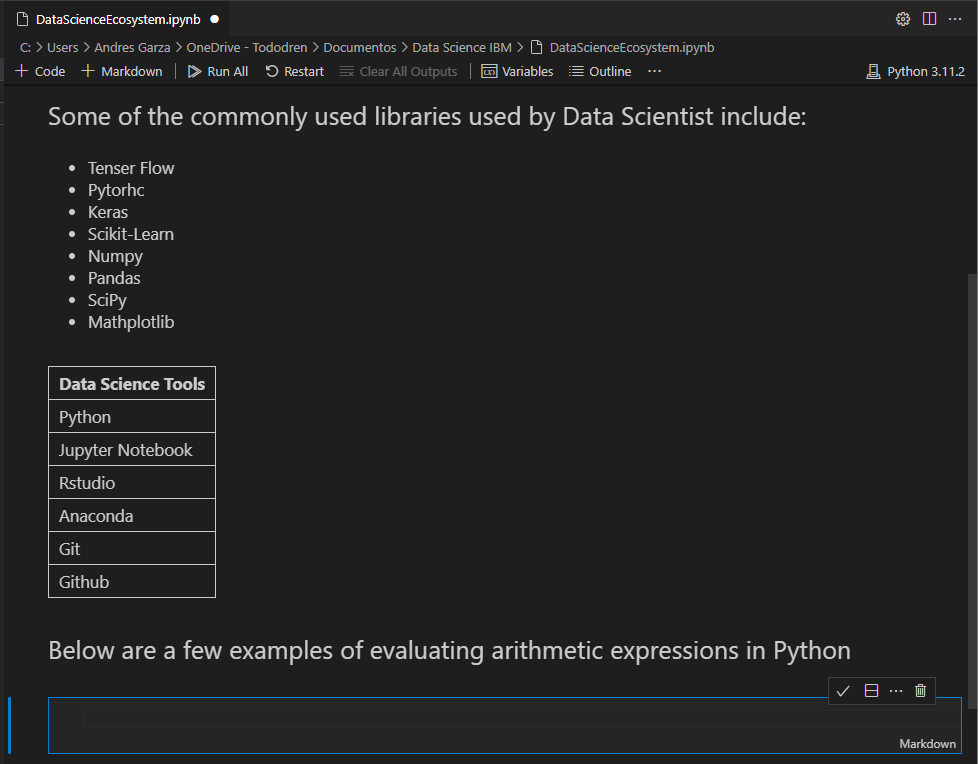 DataScienceEcosystem.ipynb
C: > Users > Andres Garza > OneDrive - Tododren > Documentos > Data Science IBM > DataScienceEcosystem.ipynb
+ Code + Markdown | Run All Restart Clear All Outputs | Variables Outline ... Python 3.11.2
Some of the commonly used libraries used by Data Scientist include:
• Tenser Flow
• Pytorhc
• Keras
• Scikit-Learn
• Numpy
• Pandas
• SciPy
• Mathplotlib
Data Science Tools
Python
Jupyter Notebook
Rstudio
Anaconda
Git
Github
Below are a few examples of evaluating arithmetic expressions in Python
Markdown